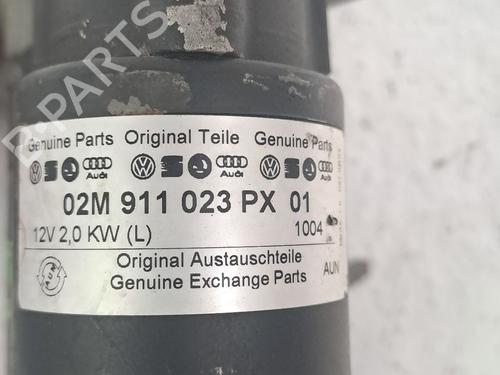 Genuine Parts Original Teile Genuine Parts
Audi Audi Audi
02M 911 023 PX 01
12V 2,0 KW (L) 1004
Original Austauschteile
Genuine Exchange Parts AUN
B-PARTS